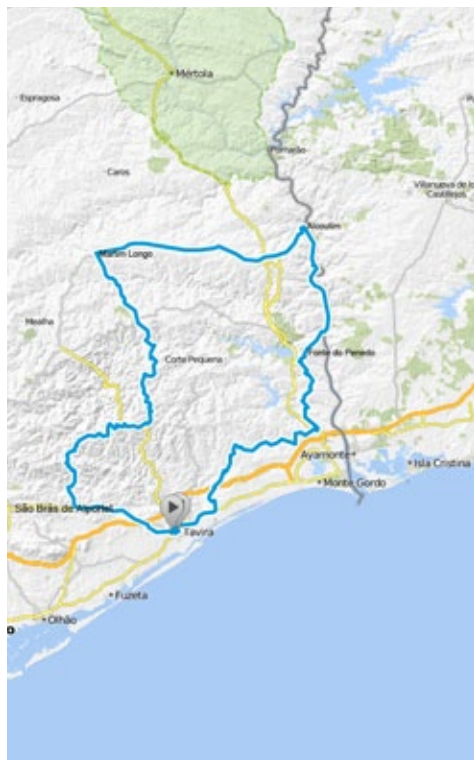 Mértola
Espragosa
Pomarão
Villanueva de los
Castillejos
Alcoutim
Martim Longo
Mealha
Corte Pequena
Fonte do Penedo
Ayamonte
Isla Cristina
Monte Gordo
São Brás de Alportel
Tavira
Fuzeta
Olhão
o